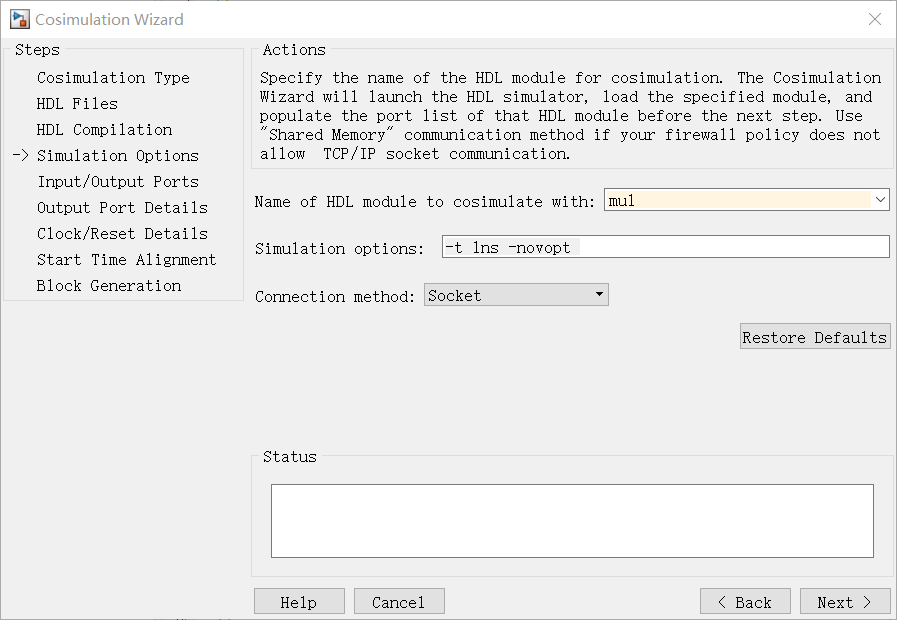 Cosimulation Wizard
Steps
Cosimulation Type
HDL Files
HDL Compilation
-> Simulation Options
Input/Output Ports
Output Port Details
Clock/Reset Details
Start Time Alignment
Block Generation
Actions
Specify the name of the HDL module for cosimulation. The Cosimulation
Wizard will launch the HDL simulator, load the specified module, and
populate the port list of that HDL module before the next step. Use
"Shared Memory" communication method if your firewall policy does not
allow  TCP/IP socket communication.
Name of HDL module to cosimulate with: mul
Simulation options: -t 1ns -novopt
Connection method: Socket
Restore Defaults
Status
Help
Cancel
< Back
Next >